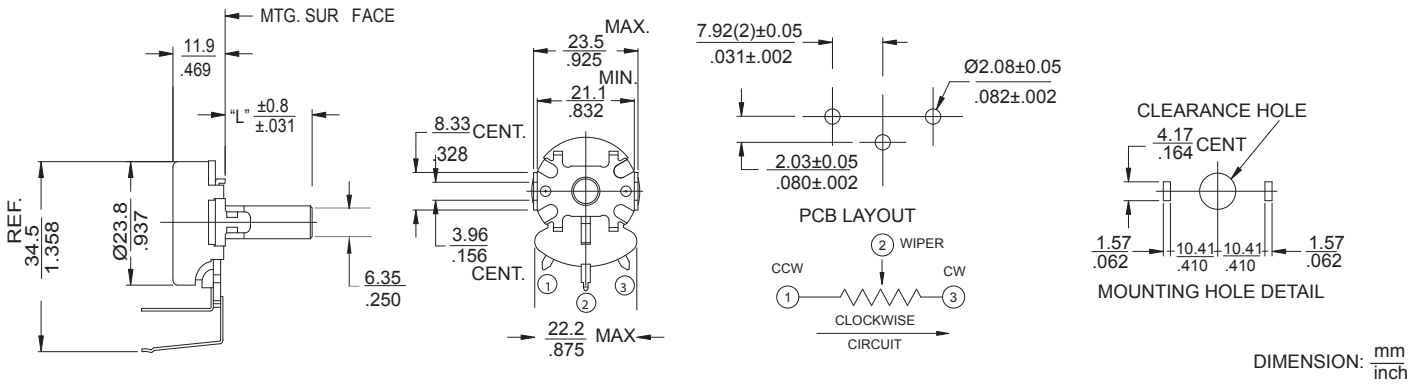 MTG. SUR FACE
11.9
.469
"L" ±0.8
±.031
REF.
34.5
1.358
Ø23.8
.937
6.35
.250
MAX.
23.5
.925
MIN.
21.1
.832
8.33 CENT.
.328
3.96
.156
CENT.
1
2
3
22.2 MAX
.875
7.92(2)±0.05
.031±.002
Ø2.08±0.05
.082±.002
2.03±0.05
.080±.002
PCB LAYOUT
2 WIPER
CCW
CW
1
3
CLOCKWISE
CIRCUIT
CLEARANCE HOLE
4.17 CENT
.164
1.57
.062
10.41
.410
10.41
.410
1.57
.062
MOUNTING HOLE DETAIL
DIMENSION: mm
inch